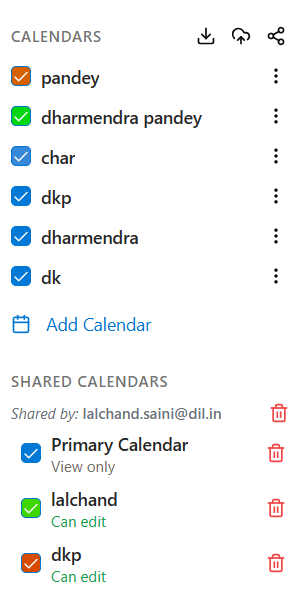 CALENDARS
pandey
dharmendra pandey
char
dkp
dharmendra
dk
Add Calendar
SHARED CALENDARS
Shared by: lalchand.saini@dil.in
Primary Calendar
View only
lalchand
Can edit
dkp
Can edit